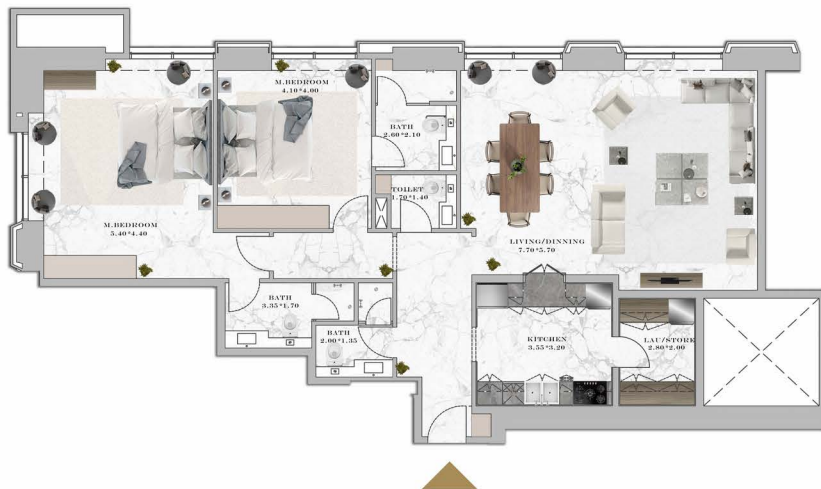 M.BEDROOM
4.10*4.00
BATH
2.60*2.10
TOILET
1.70*1.40
M.BEDROOM
5.40*4.40
LIVING/DINNING
7.70*5.70
BATH
3.35*1.70
BATH
2.00*1.35
KITCHEN
3.55*3.20
LAU/STORE
2.80*2.00